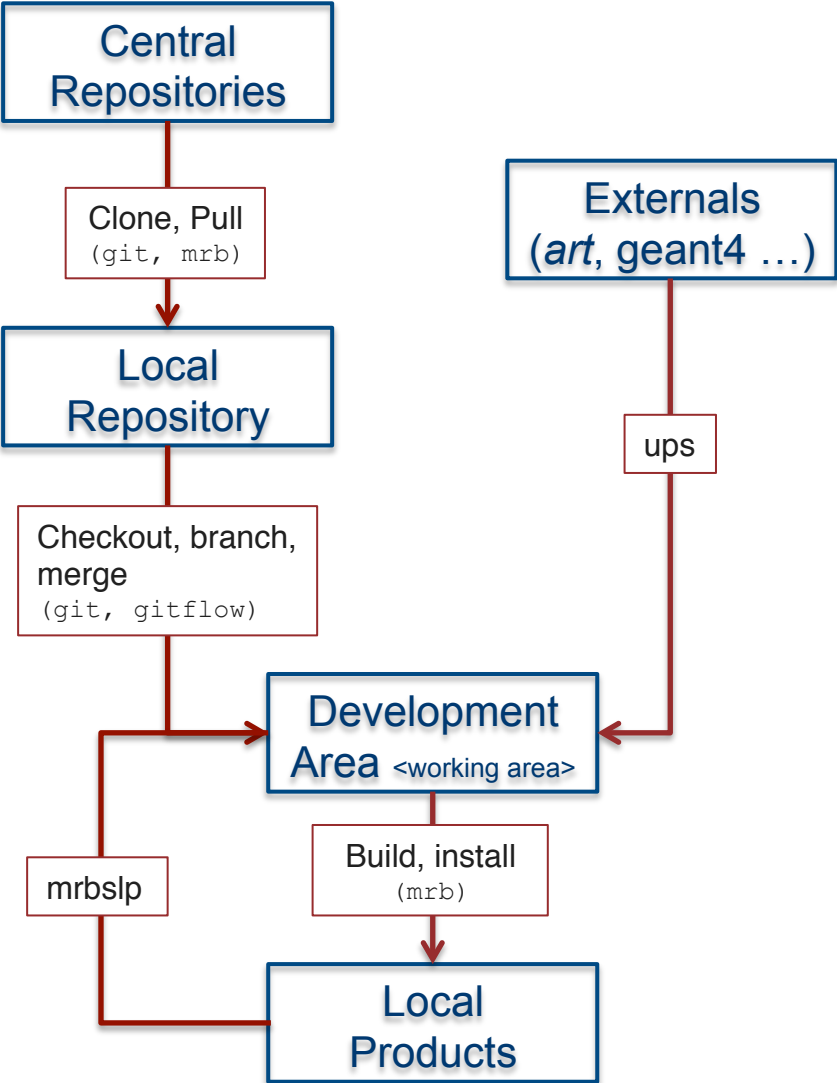 Central
Repositories
Clone, Pull
(git, mrb)
Externals
(art, geant4 …)
Local
Repository
ups
Checkout, branch,
merge
(git, gitflow)
Development
Area <working area>
Build, install
(mrb)
mrbslp
Local
Products